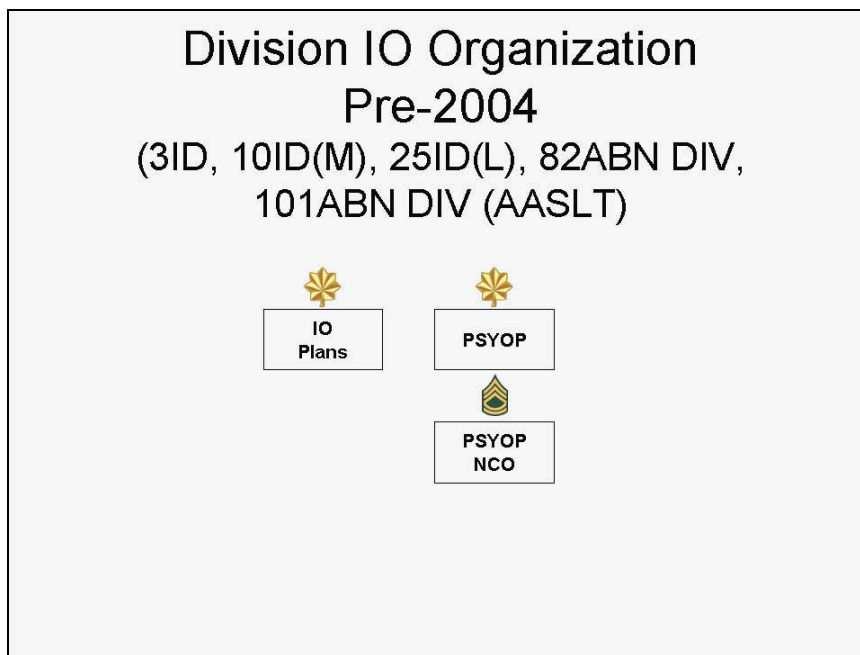 Division IO Organization
Pre-2004
(3ID, 10ID(M), 25ID(L), 82ABN DIV,
101ABN DIV (AASLT)
IO
Plans
PSYOP
PSYOP
NCO